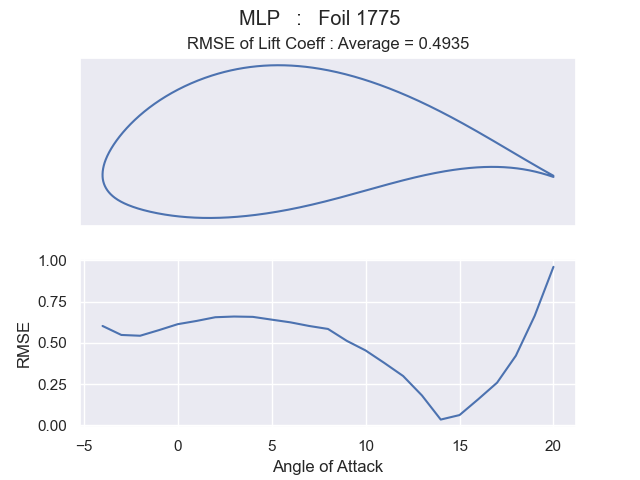 MLP   :   Foil 1775
RMSE of Lift Coeff : Average = 0.4935
1.00
0.75
0.50
0.25
0.00
RMSE
−5 0 5 10 15 20
Angle of Attack